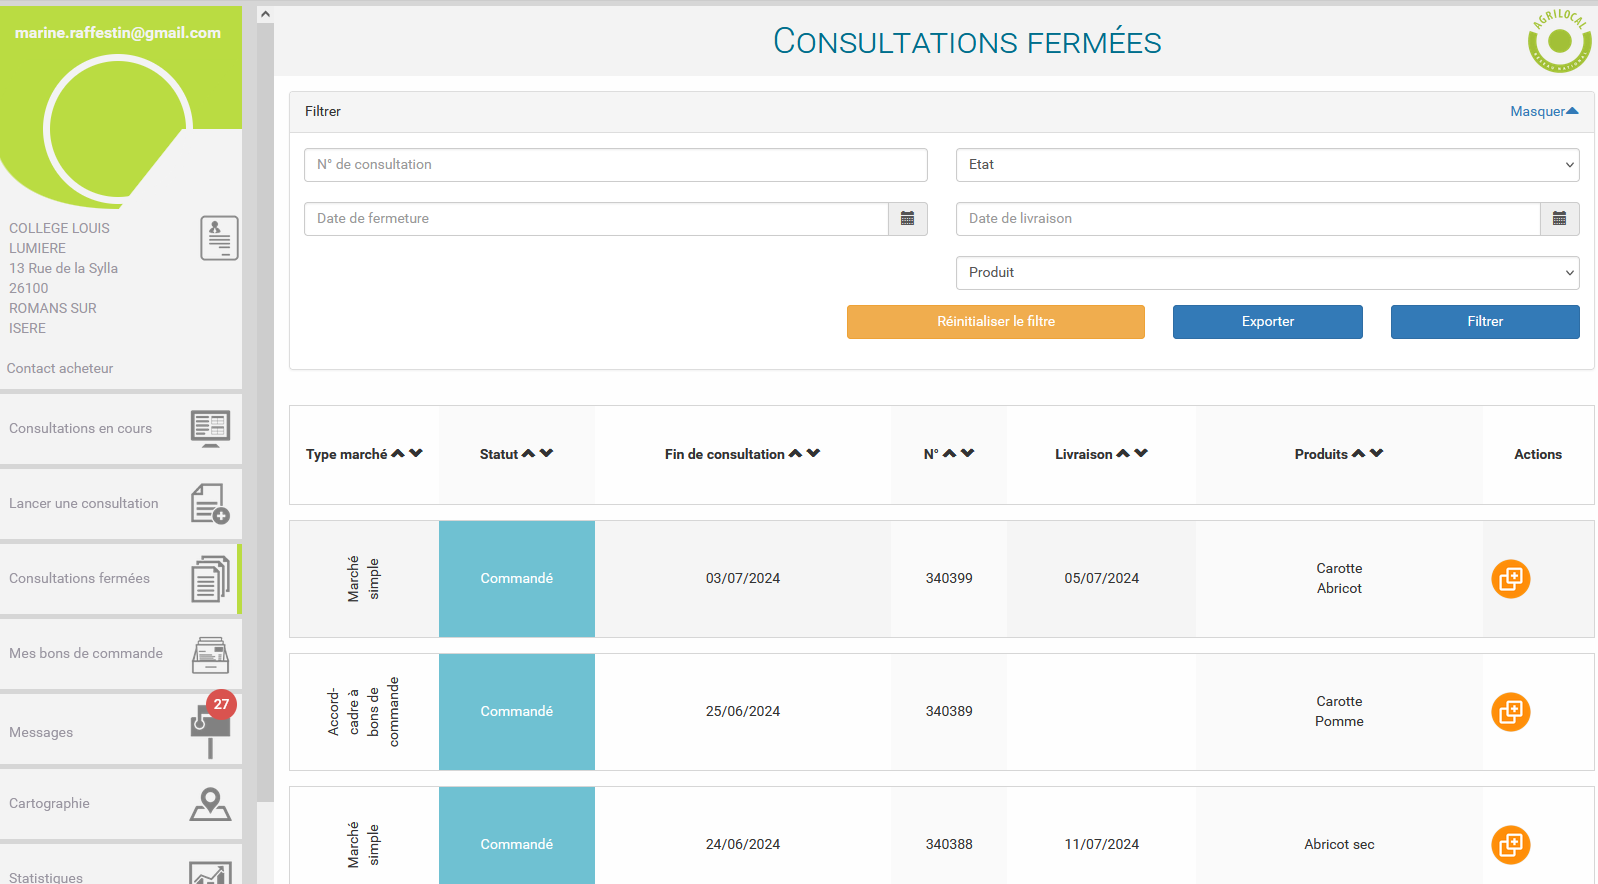 marine.raffestin@gmail.com
COLLEGE LOUIS
LUMIERE
13 Rue de la Sylla
26100
ROMANS SUR
ISERE
Contact acheteur
Consultations en cours
Lancer une consultation
Consultations fermées
Mes bons de commande
27
Messages
Cartographie
Statistiques
Consultations fermées
AGRILOCAL
RÉSEAU NATIONAL
Filtrer
Masquer
N° de consultation
Etat
Date de fermeture
Date de livraison
Produit
Réinitialiser le filtre
Exporter
Filtrer
Type marché
Statut
Fin de consultation
N°
Livraison
Produits
Actions
Marché
simple
Commandé
03/07/2024
340399
05/07/2024
Carotte
Abricot
Accord-
cadre à
bons de
commande
Commandé
25/06/2024
340389
Carotte
Pomme
Marché
simple
Commandé
24/06/2024
340388
11/07/2024
Abricot sec